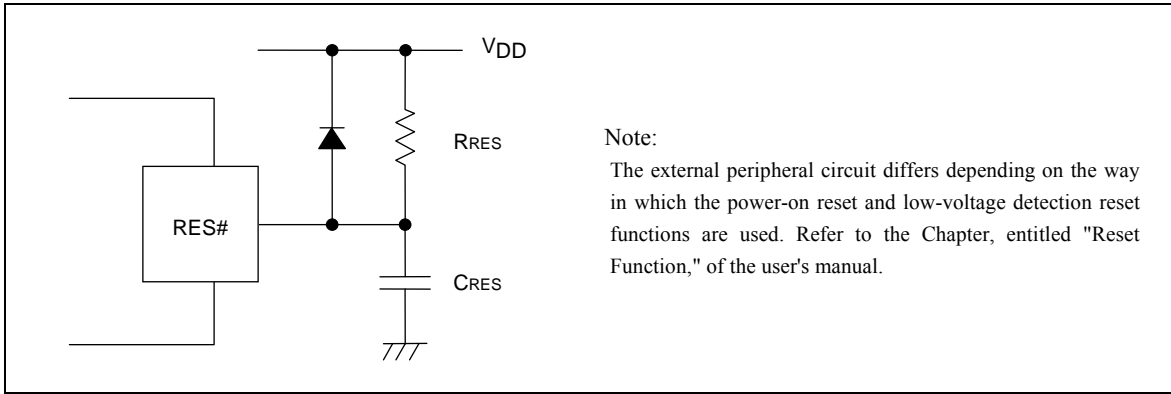 VDD
RRES
RES#
CRES
Note:
The external peripheral circuit differs depending on the way
in which the power-on reset and low-voltage detection reset
functions are used. Refer to the Chapter, entitled "Reset
Function," of the user's manual.